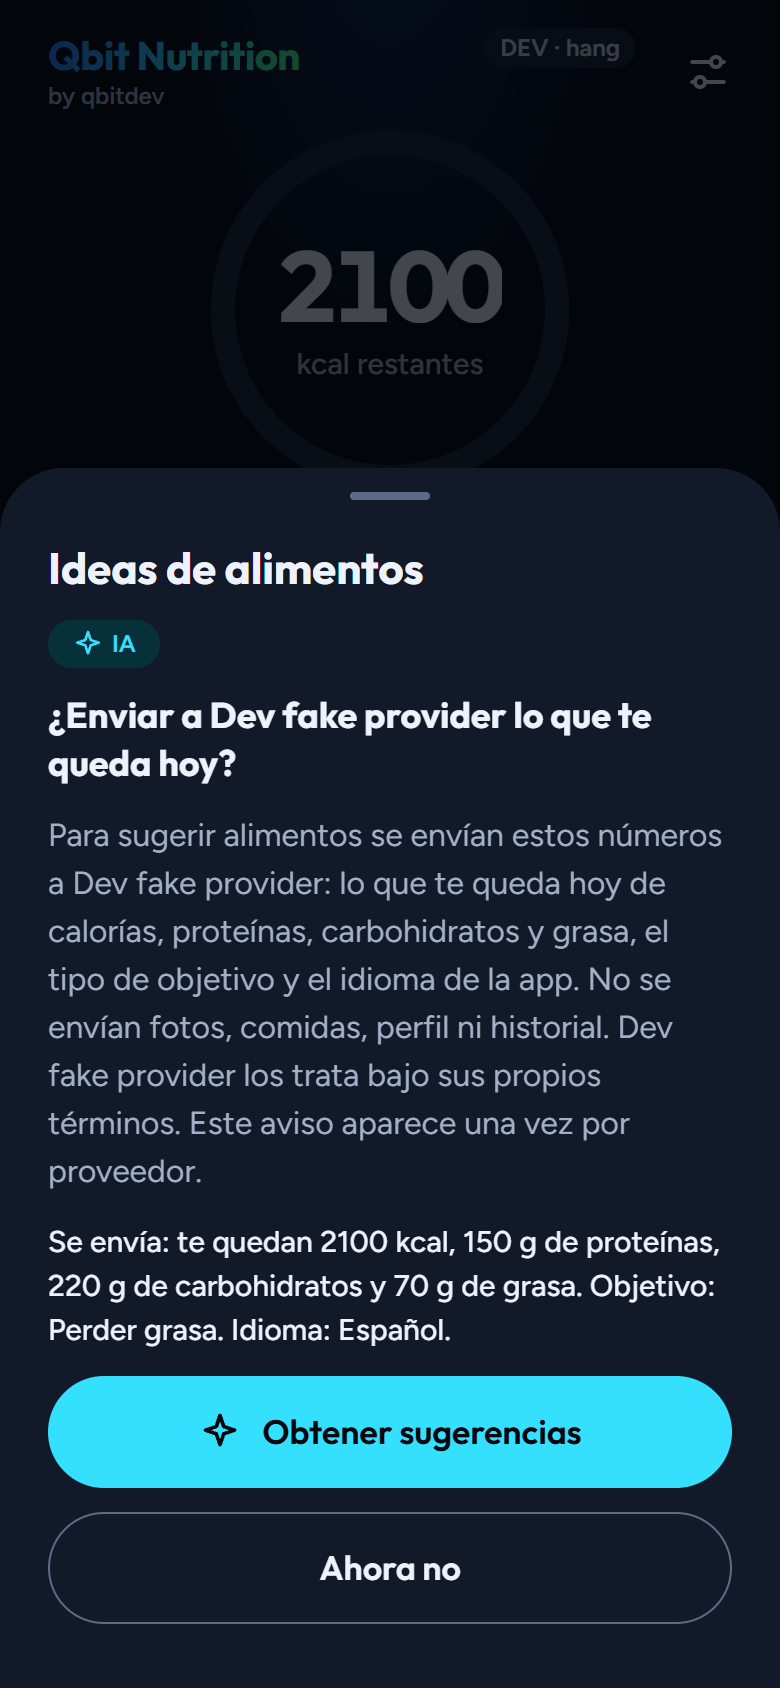 Qbit Nutrition
by qbitdev
DEV · hang
2100
kcal restantes
Ideas de alimentos
IA
¿Enviar a Dev fake provider lo que te
queda hoy?
Para sugerir alimentos se envían estos números
a Dev fake provider: lo que te queda hoy de
calorías, proteínas, carbohidratos y grasa, el
tipo de objetivo y el idioma de la app. No se
envían fotos, comidas, perfil ni historial. Dev
fake provider los trata bajo sus propios
términos. Este aviso aparece una vez por
proveedor.
Se envía: te quedan 2100 kcal, 150 g de proteínas,
220 g de carbohidratos y 70 g de grasa. Objetivo:
Perder grasa. Idioma: Español.
Obtener sugerencias
Ahora no